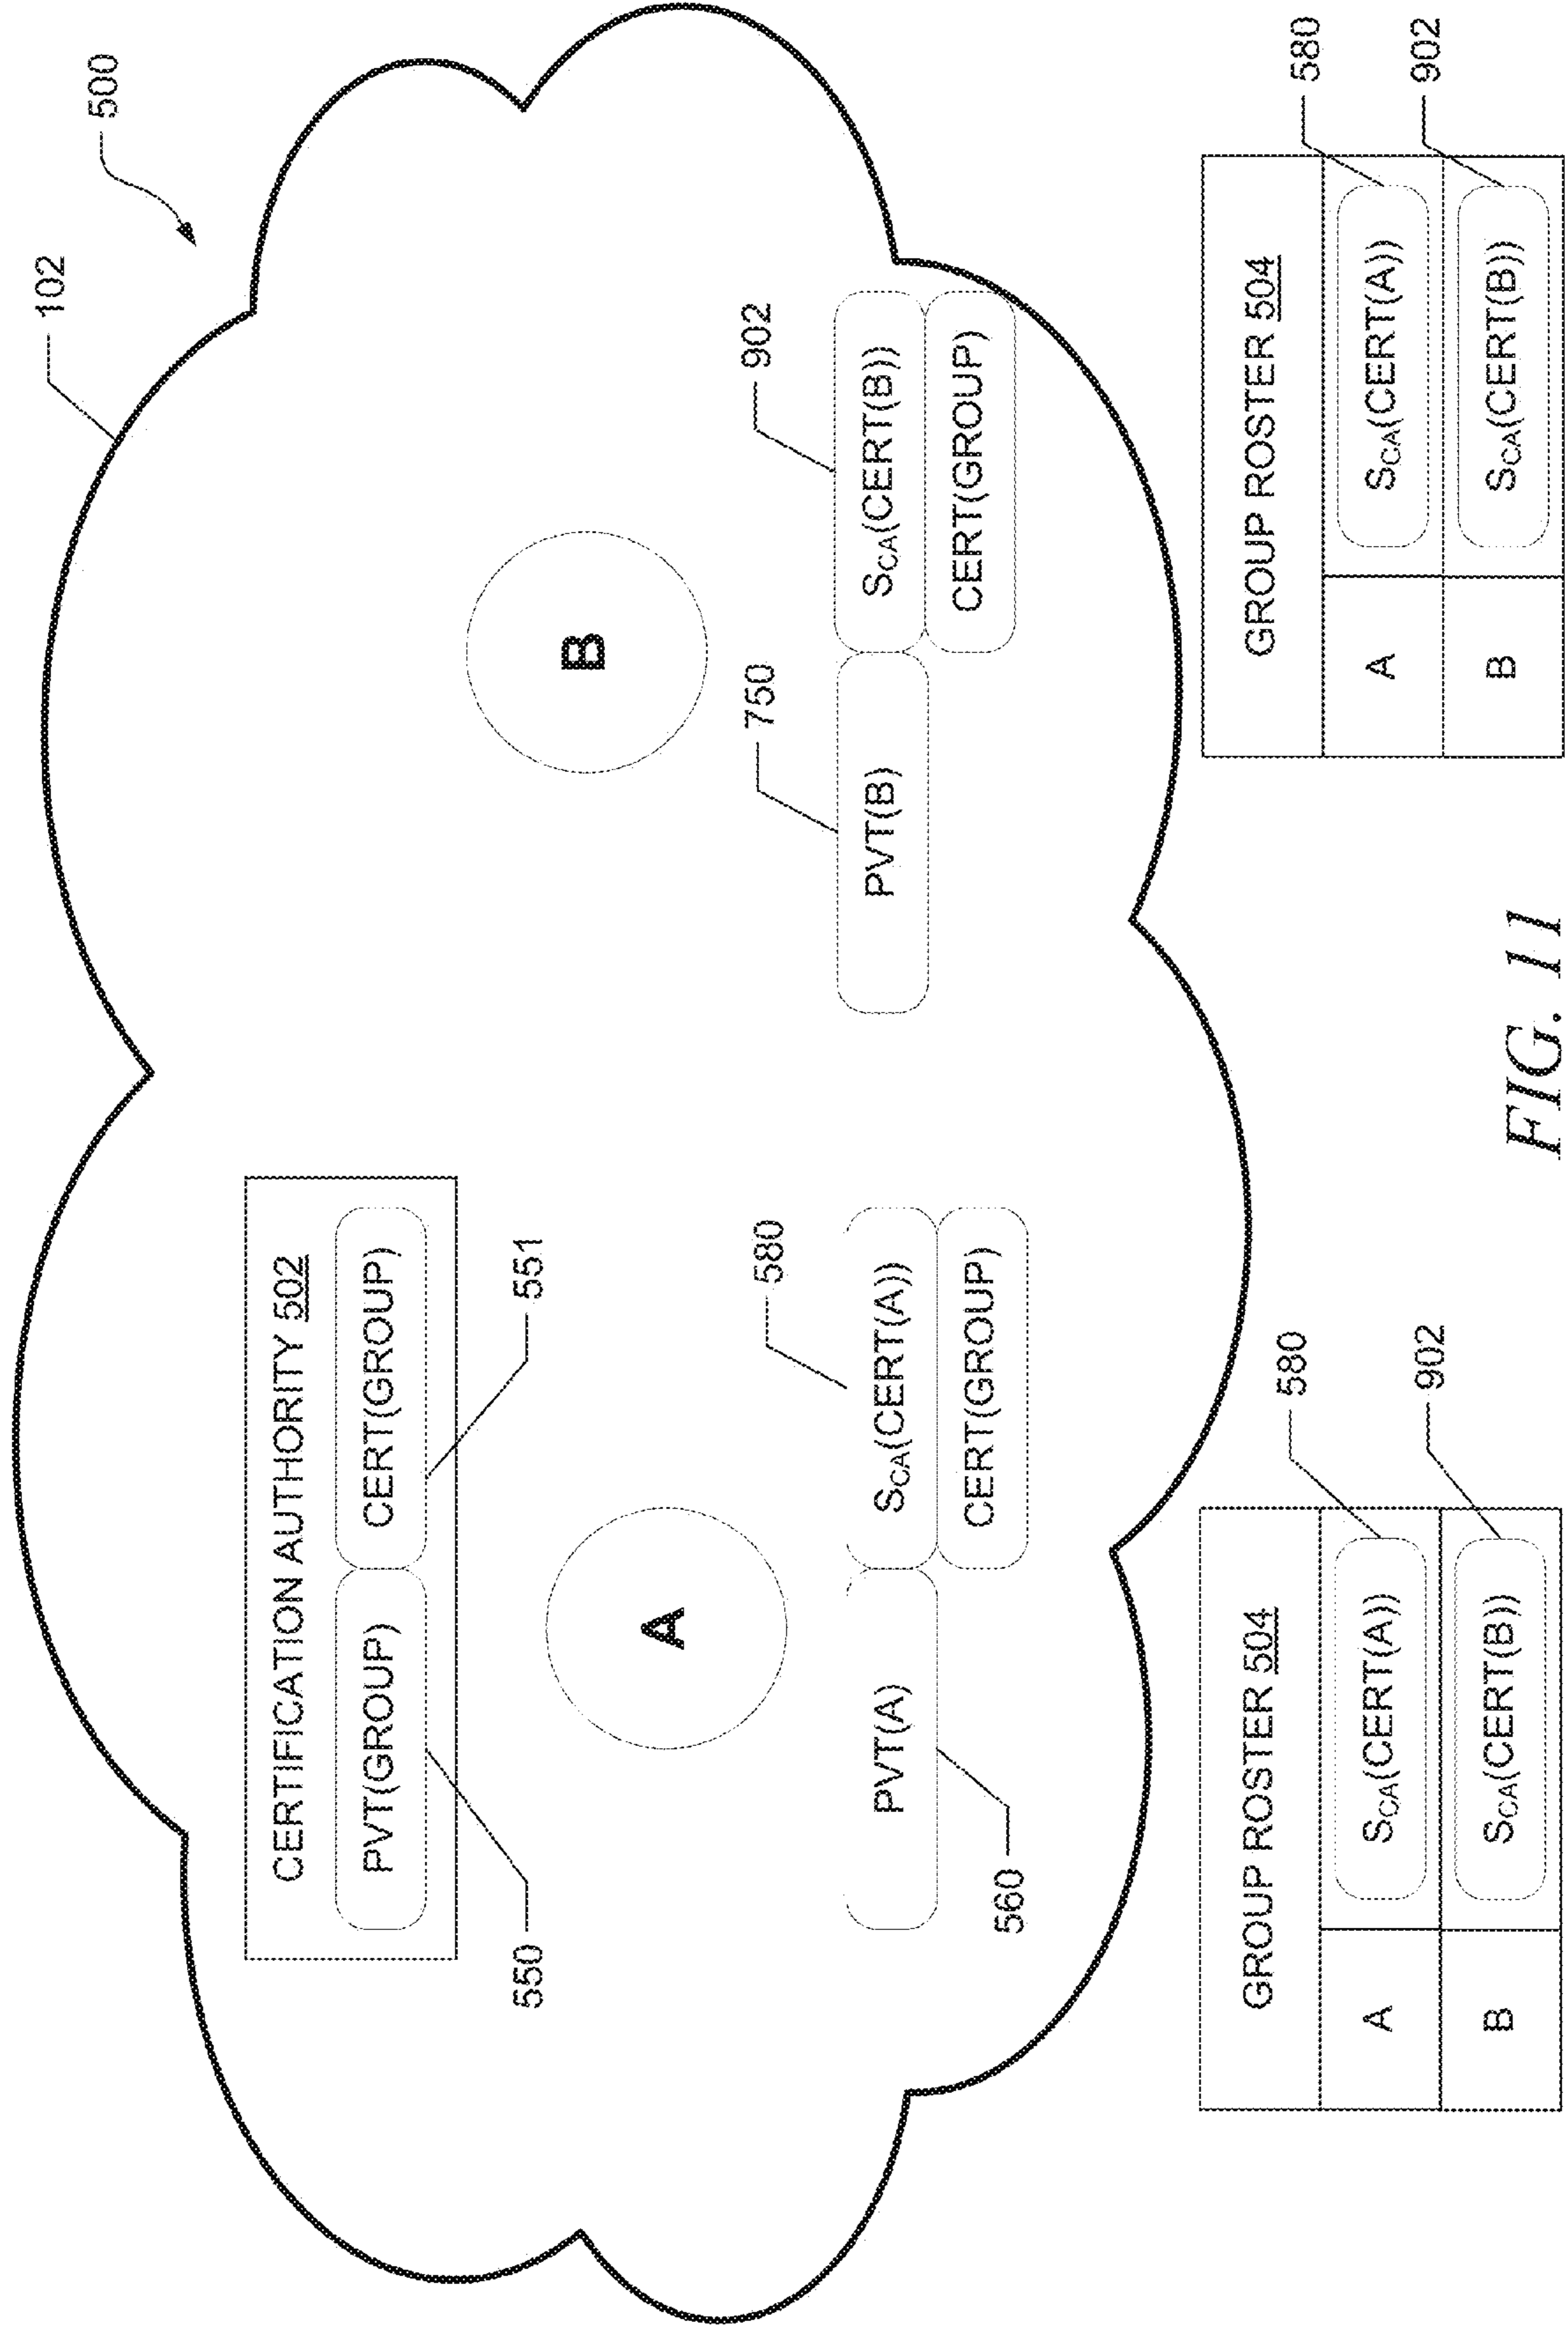 102
500
CERTIFICATION AUTHORITY 502
PVT(GROUP)
CERT(GROUP)
550
551
A
B
580
750
902
PVT(A)
SCA(CERT(A))
CERT(GROUP)
560
PVT(B)
SCA(CERT(B))
CERT(GROUP)
GROUP ROSTER 504
A
SCA(CERT(A))
580
B
SCA(CERT(B))
902
GROUP ROSTER 504
A
SCA(CERT(A))
580
B
SCA(CERT(B))
902
FIG. 11